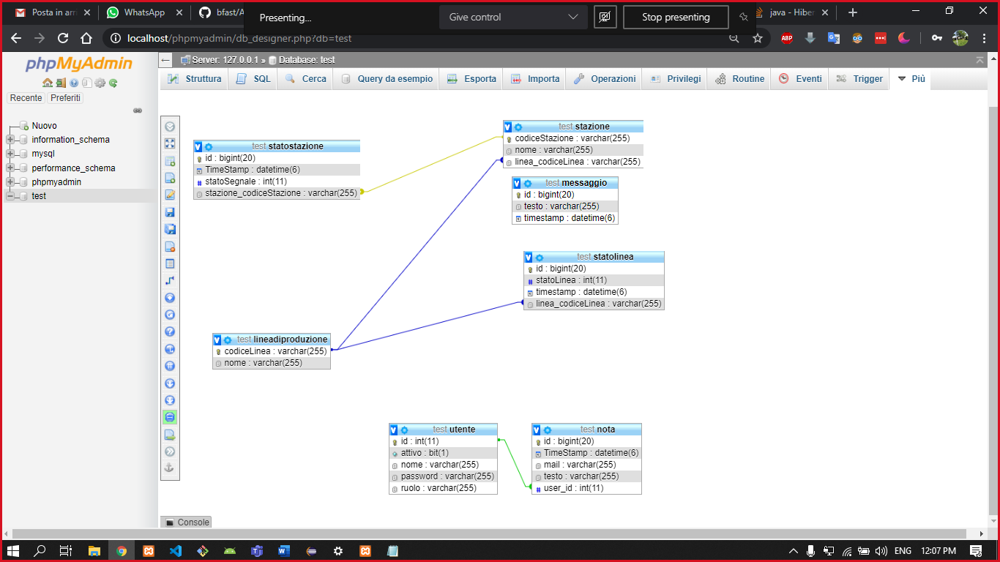 Posta in arr
WhatsApp
bfast/A
Presenting...
Give control
Stop presenting
java - Hiber
localhost/phpmyadmin/db_designer.php?db=test
ABP
phpMyAdmin
Server: 127.0.0.1 » Database: test
Struttura
SQL
Cerca
Query da esempio
Esporta
Importa
Operazioni
Privilegi
Routine
Eventi
Trigger
Più
Recente
Preferiti
Nuovo
information_schema
mysql
performance_schema
phpmyadmin
test
test statostazione
id : bigint(20)
TimeStamp : datetime(6)
statoSegnale : int(11)
stazione_codiceStazione : varchar(255)
test stazione
codiceStazione : varchar(255)
nome : varchar(255)
linea_codiceLinea : varchar(255)
test messaggio
id : bigint(20)
testo : varchar(255)
timestamp : datetime(6)
test statolinea
id : bigint(20)
statoLinea : int(11)
timestamp : datetime(6)
linea_codiceLinea : varchar(255)
test lineadiproduzione
codiceLinea : varchar(255)
nome : varchar(255)
test utente
id : int(11)
attivo : bit(1)
nome : varchar(255)
password : varchar(255)
ruolo : varchar(255)
test nota
id : bigint(20)
TimeStamp : datetime(6)
mail : varchar(255)
testo : varchar(255)
user_id : int(11)
Console
ENG
12:07 PM